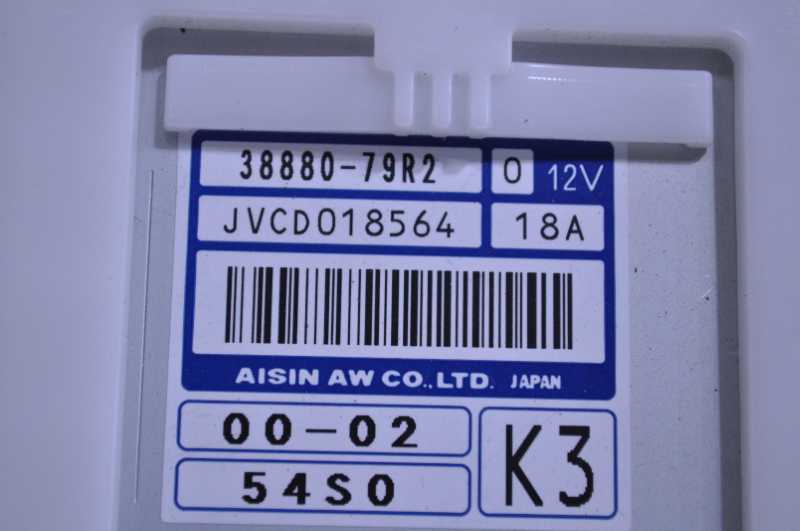 38880-79R2 0 12V
JVCD018564 18A
AISIN AW CO.,LTD. JAPAN
00-02
54S0
K3